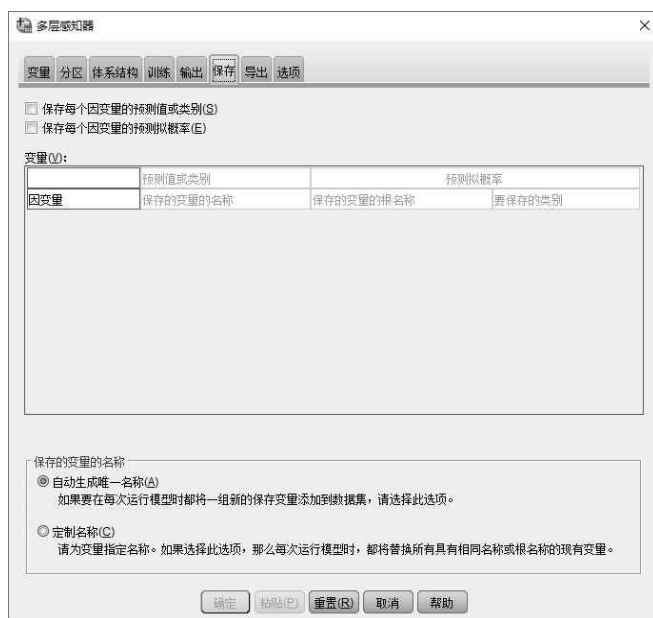 多层感知器
变量 分区 体系结构 训练 输出 保存 导出 选项
保存每个因变量的预测值或类别(S)
保存每个因变量的预测拟概率(E)
变量(V):
预测值或类别 预测拟概率
因变量 保存的变量的名称 保存的变量的根名称 要保存的类别
保存的变量的名称
自动生成唯一名称(A)
如果要在每次运行模型时都将一组新的保存变量添加到数据集，请选择此选项。
定制名称(C)
请为变量指定名称。如果选择此选项，那么每次运行模型时，都将替换所有具有相同名称或根名称的现有变量。
确定 粘贴(P) 重置(R) 取消 帮助